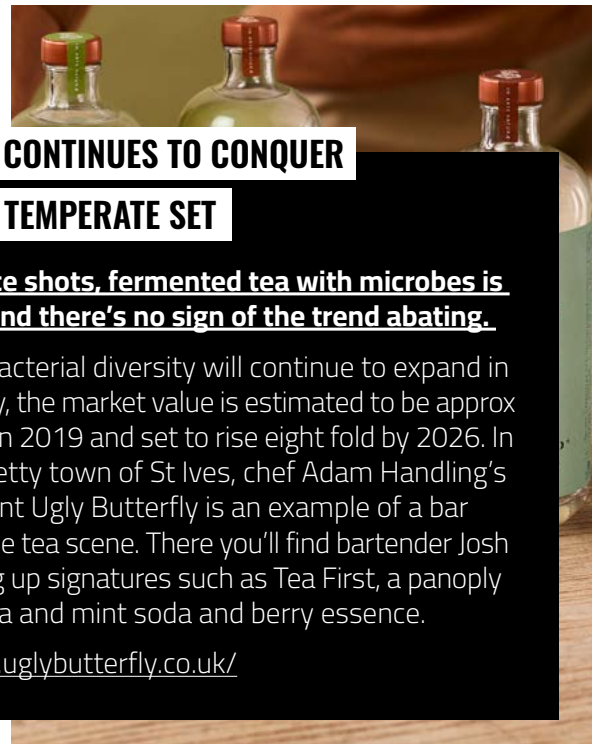 CONTINUES TO CONQUER
TEMPERATE SET
shots, fermented tea with microbes is
there's no sign of the trend abating.
diversity will continue to expand in
the market value is estimated to be approx
2019 and set to rise eight fold by 2026. In
town of St Ives, chef Adam Handling's
Ugly Butterfly is an example of a bar
tea scene. There you'll find bartender Josh
up signatures such as Tea First, a panoply
and mint soda and berry essence.
uglybutterfly.co.uk/